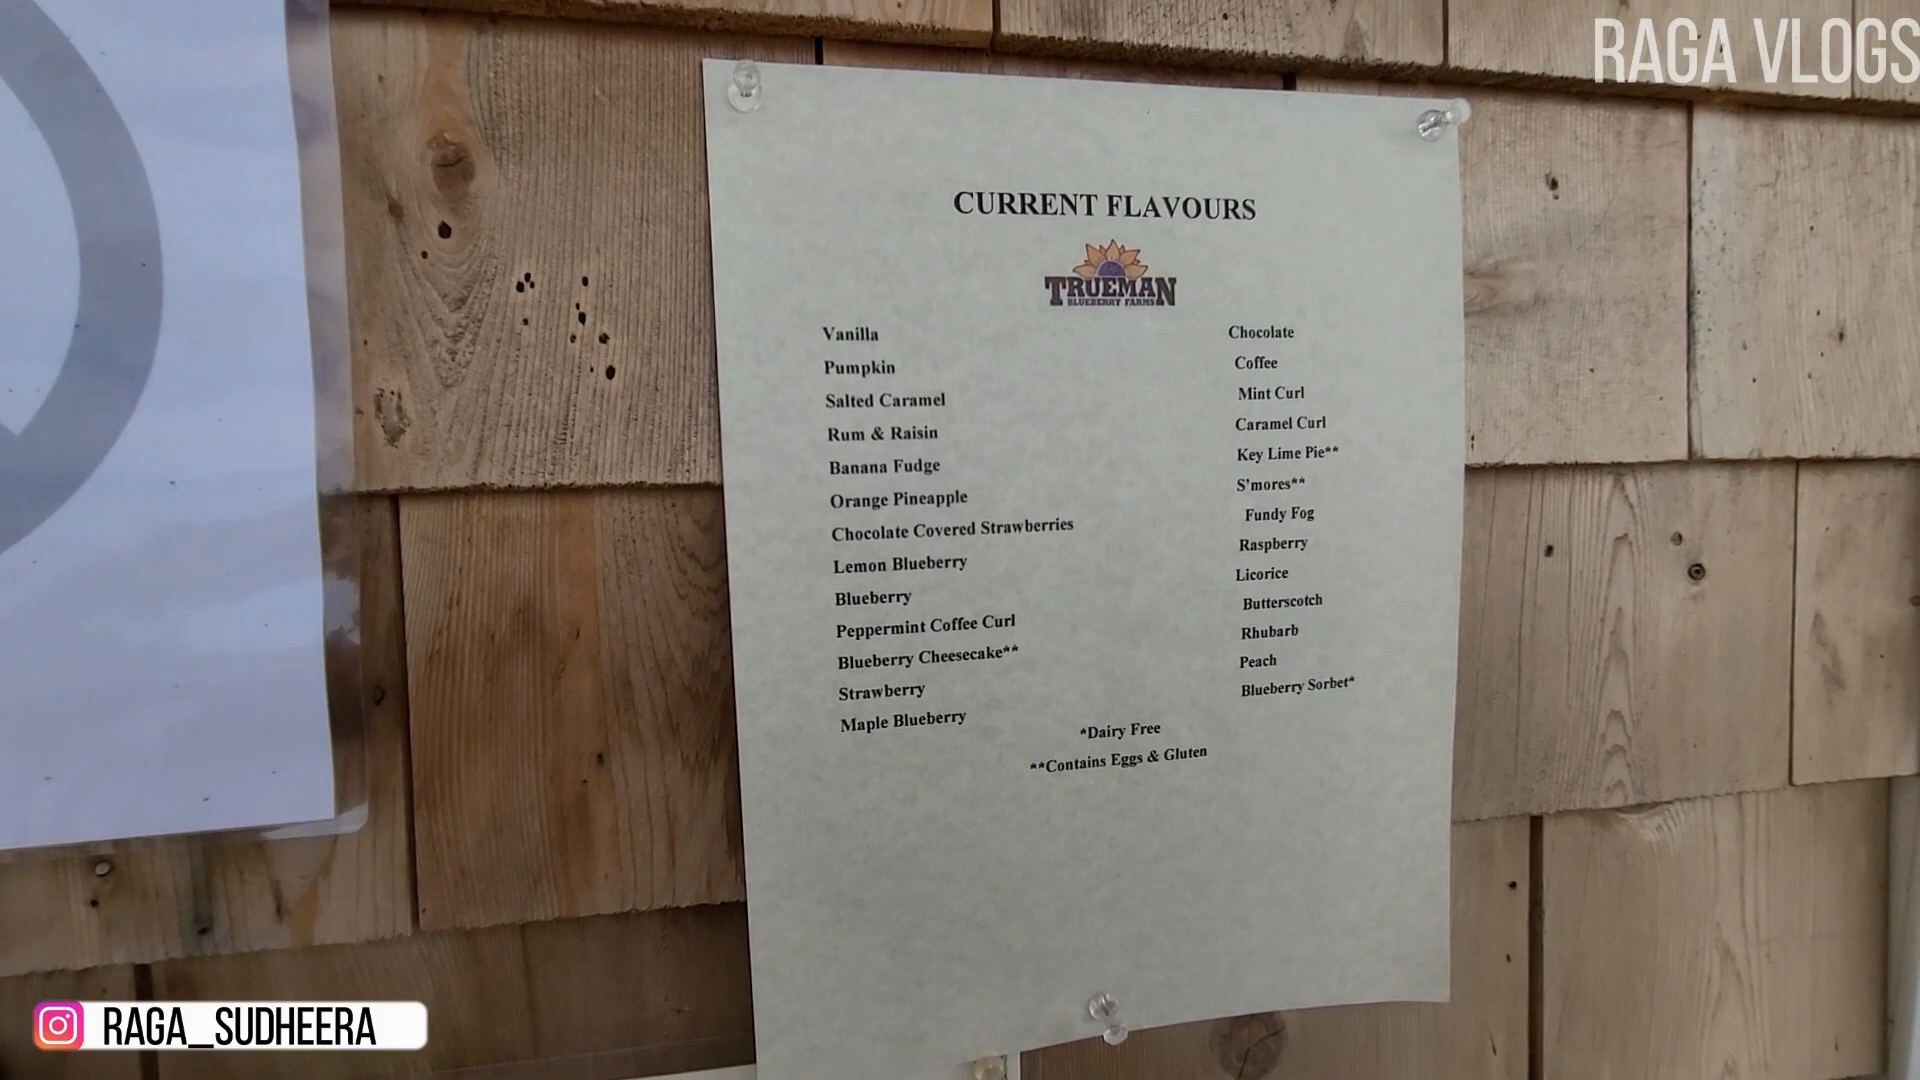 RAGA VLOGS
CURRENT FLAVOURS
TRUEMAN
BLUEBERRY FARMS
Vanilla
Pumpkin
Salted Caramel
Rum & Raisin
Banana Fudge
Orange Pineapple
Chocolate Covered Strawberries
Lemon Blueberry
Blueberry
Peppermint Coffee Curl
Blueberry Cheesecake**
Strawberry
Maple Blueberry
Chocolate
Coffee
Mint Curl
Caramel Curl
Key Lime Pie**
S'mores**
Fundy Fog
Raspberry
Licorice
Butterscotch
Rhubarb
Peach
Blueberry Sorbet*
*Dairy Free
**Contains Eggs & Gluten
RAGA_SUDHEERA